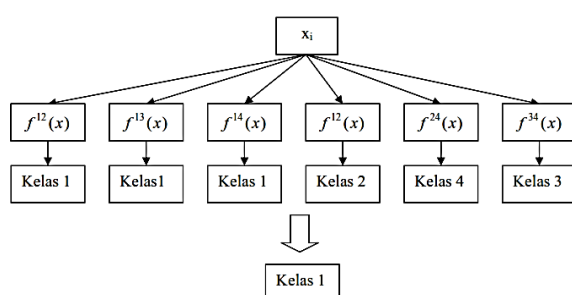 xᵢ
f¹²(x) f¹³(x) f¹⁴(x) f¹²(x) f²⁴(x) f³⁴(x)
Kelas 1 Kelas1 Kelas 1 Kelas 2 Kelas 4 Kelas 3
Kelas 1